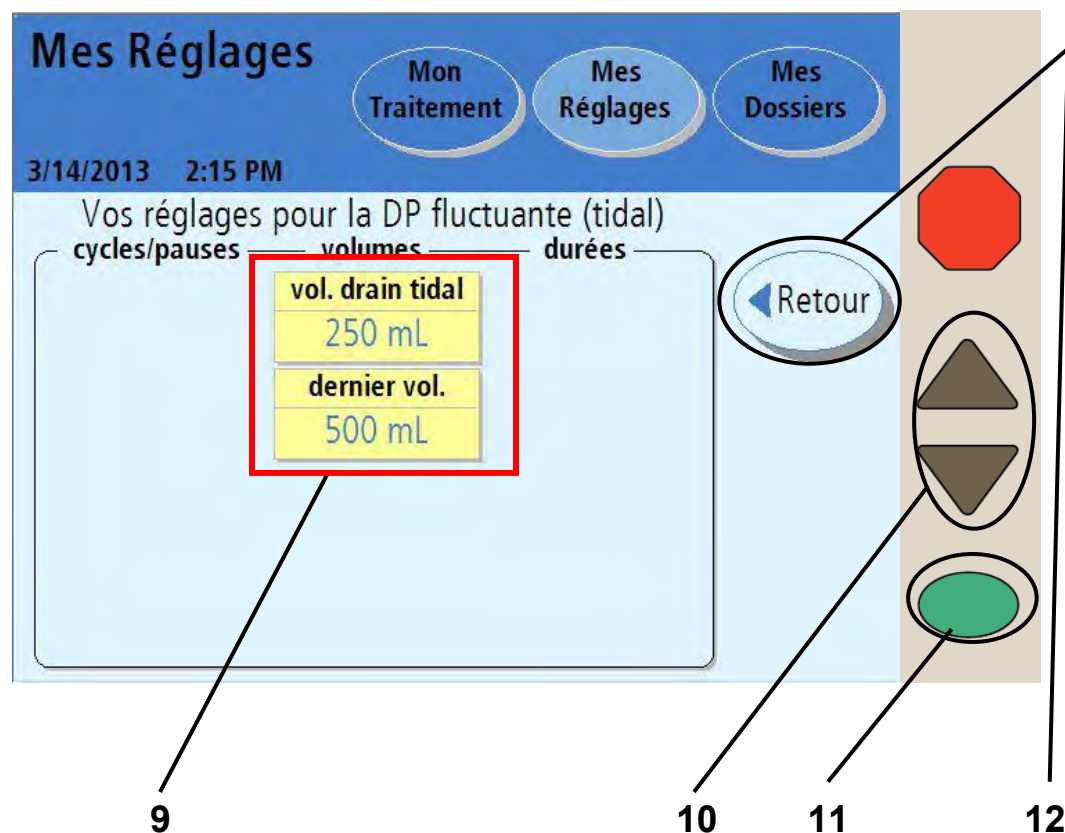 Mes Réglages
Mon
Traitement
Mes
Réglages
Mes
Dossiers
3/14/2013 2:15 PM
Vos réglages pour la DP fluctuante (tidal)
cycles/pauses volumes durées
vol. drain tidal
250 mL
dernier vol.
500 mL
Retour
9 10 11 12